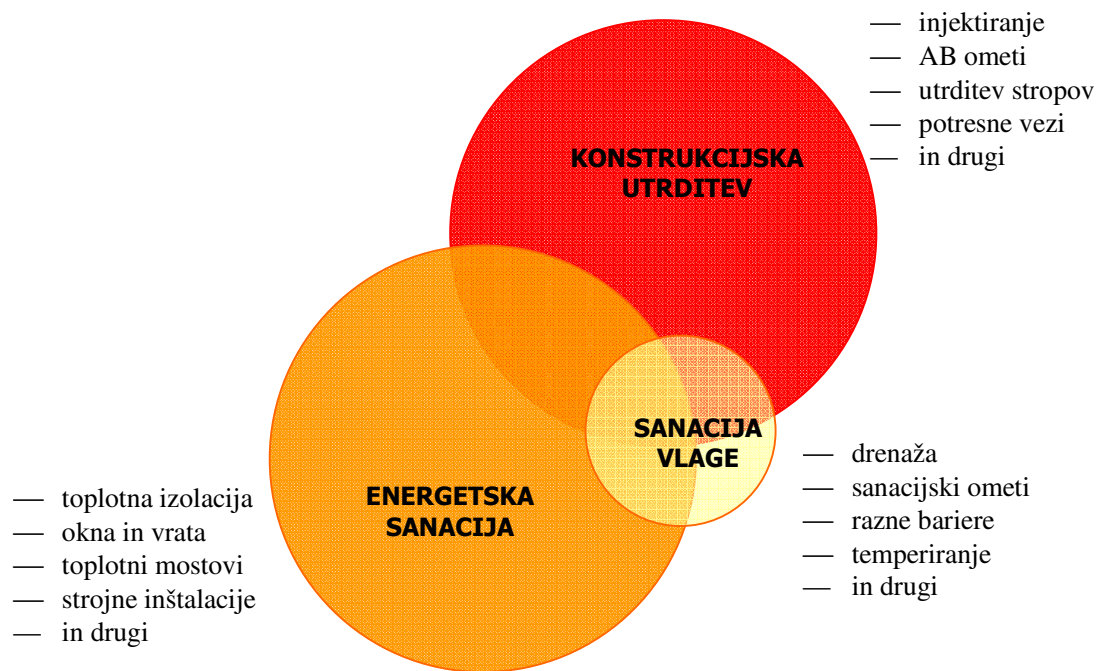 — injektiranje
— AB ometi
— utrditev stropov
— potresne vezi
— in drugi
KONSTRUKCIJSKA
UTRDITEV
SANACIJA
VLAGE
— drenaža
— sanacijski ometi
— razne bariere
— temperiranje
— in drugi
ENERGETSKA
SANACIJA
— toplotna izolacija
— okna in vrata
— toplotni mostovi
— strojne inštalacije
— in drugi